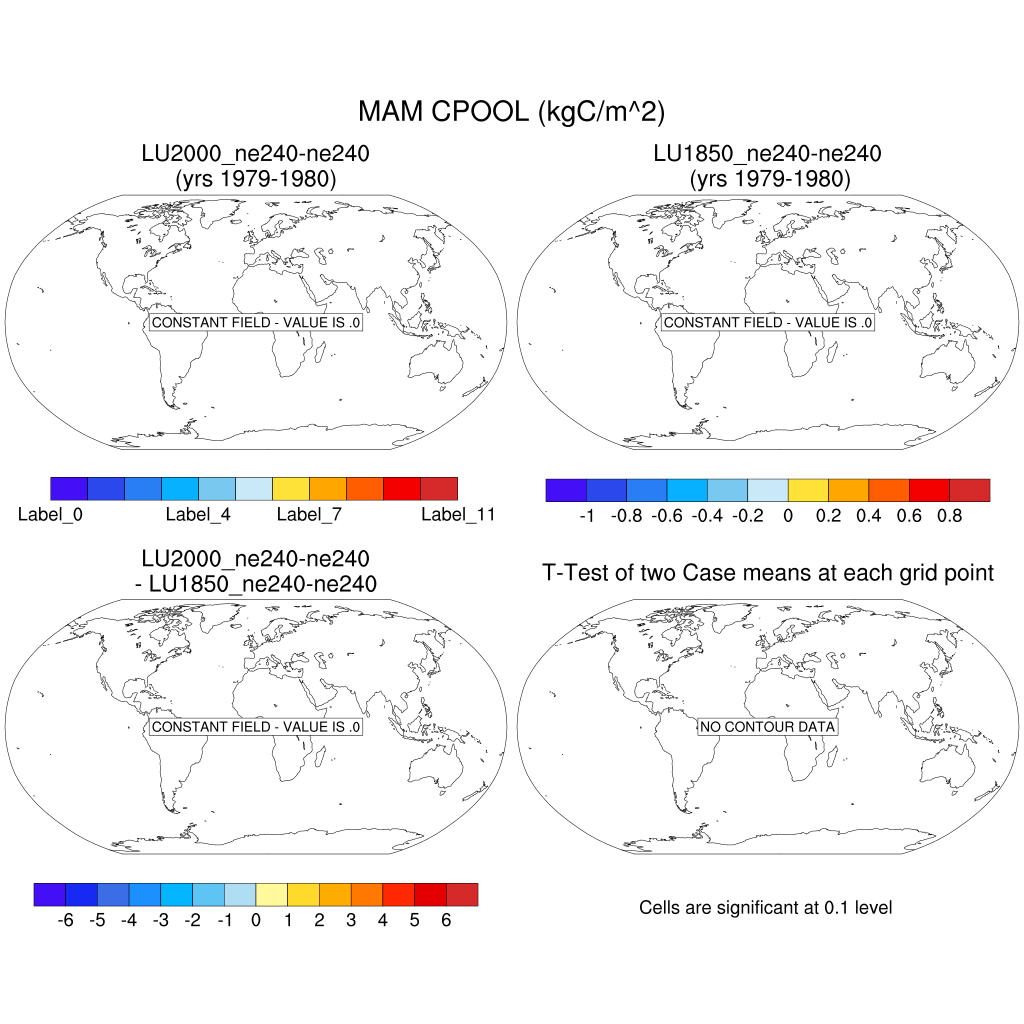 MAM CPOOL (kgC/m^2)
LU2000_ne240-ne240
(yrs 1979-1980)
LU1850_ne240-ne240
(yrs 1979-1980)
CONSTANT FIELD - VALUE IS .0
CONSTANT FIELD - VALUE IS .0
Label_0 Label_4 Label_7 Label_11
-1 -0.8 -0.6 -0.4 -0.2 0 0.2 0.4 0.6 0.8
LU2000_ne240-ne240
- LU1850_ne240-ne240
T-Test of two Case means at each grid point
CONSTANT FIELD - VALUE IS .0
NO CONTOUR DATA
-6 -5 -4 -3 -2 -1 0 1 2 3 4 5 6
Cells are significant at 0.1 level